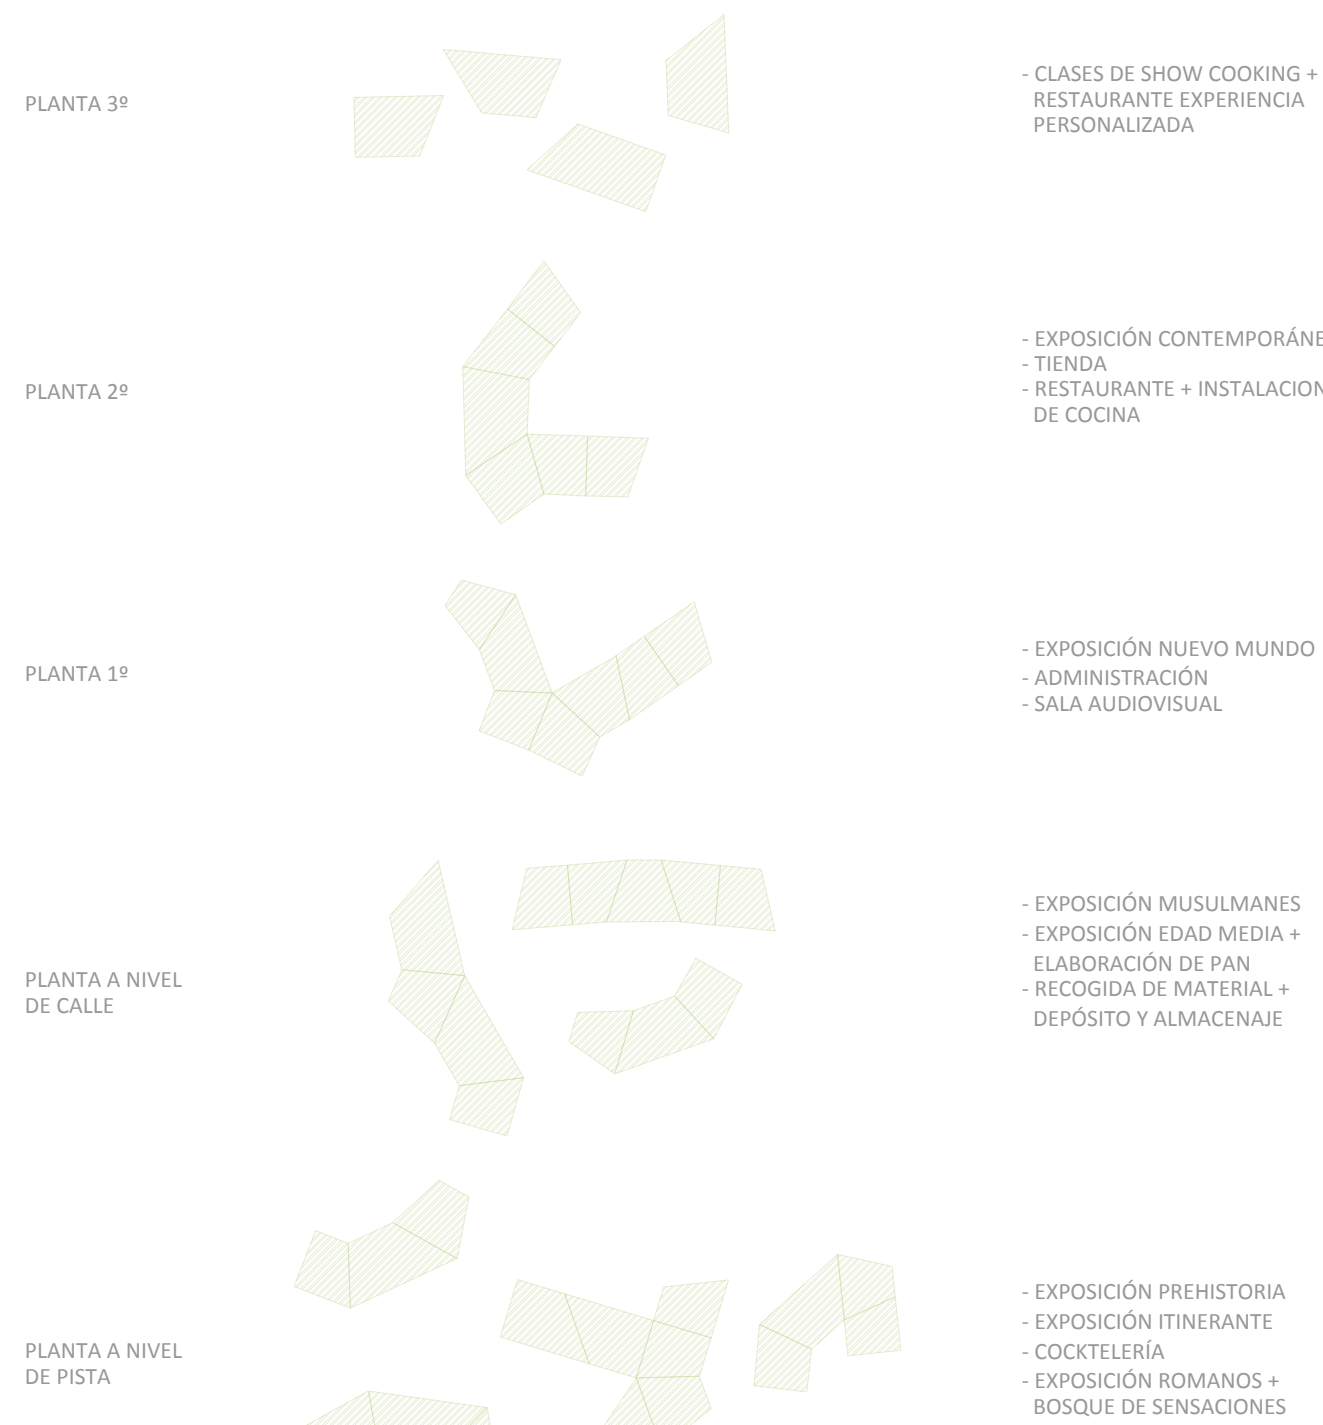 PLANTA 3º
- CLASES DE SHOW COOKING +
RESTAURANTE EXPERIENCIA
PERSONALIZADA
PLANTA 2º
- EXPOSICIÓN
- TIENDA
- RESTAURANTE +
DE COCINA
PLANTA 1º
- EXPOSICIÓN NUEVO MUNDO
- ADMINISTRACIÓN
- SALA AUDIOVISUAL
PLANTA A NIVEL
DE CALLE
- EXPOSICIÓN MUSULMANES
- EXPOSICIÓN EDAD MEDIA +
ELABORACIÓN DE PAN
- RECOGIDA DE MATERIAL +
DEPÓSITO Y ALMACENAJE
PLANTA A NIVEL
DE PISTA
- EXPOSICIÓN PREHISTORIA
- EXPOSICIÓN ITINERANTE
- COCKTELERÍA
- EXPOSICIÓN ROMANOS +
BOSQUE DE SENSACIONES